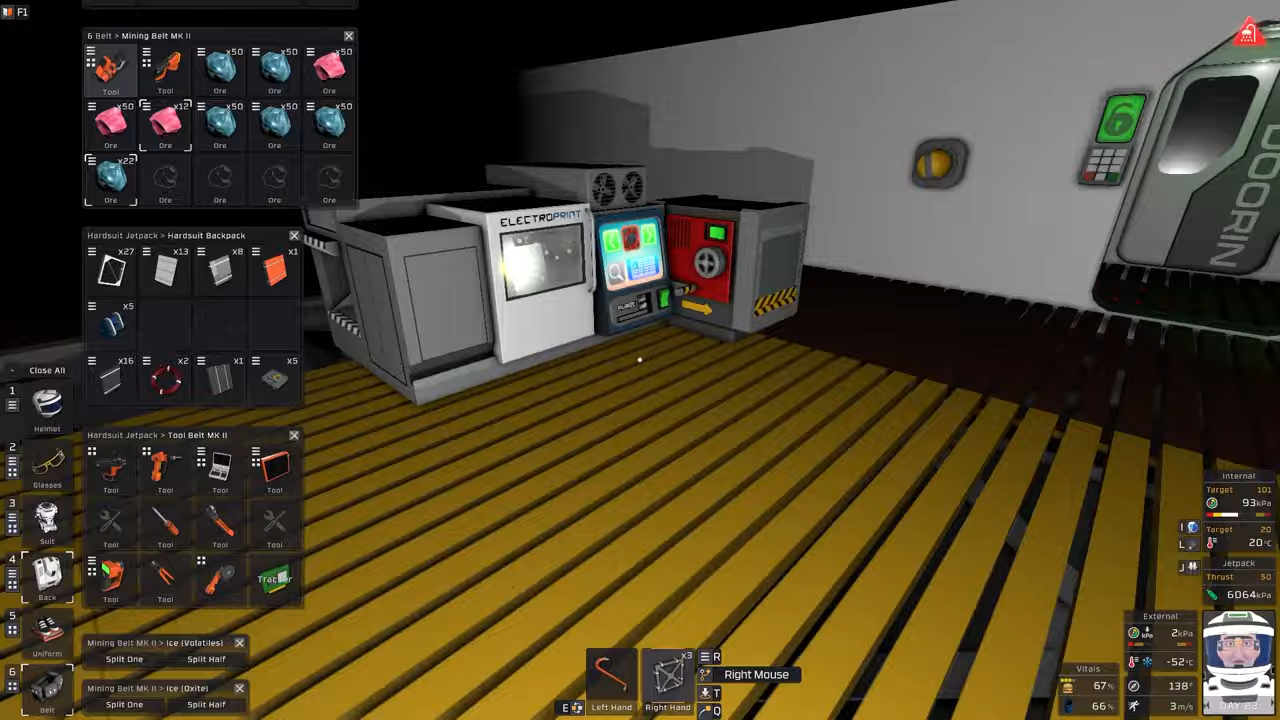 F1
6 Belt > Mining Belt MK II
x50 x50 x50
Tool Tool Ore Ore Ore
x50 x12 x50 x50 x50
Ore Ore Ore Ore Ore
x22
Ore Ore Ore Ore Ore
Hardsuit Jetpack > Hardsuit Backpack
x27 x13 x8 x1
x5
x16 x2 x1 x5
Hardsuit Jetpack > Tool Belt MK II
Tool Tool Tool Tool
Tool Tool Tool Tool
Tracker
Tool Tool Tool
Mining Belt MK II > Ice (Volatiles)
Split One Split Half
Mining Belt MK II > Ice (Oxite)
Split One Split Half
Close All
1
Helmet
2
Glasses
3
Suit
4
Back
5
Uniform
6
Belt
ELECTROPRINT
6
DOORIN
E
Left Hand
x3
Right Hand
R
Right Mouse
T
Q
Internal
Target 101
93kPa
Target 20
20°C
I
L
J
Jetpack
Thrust 50
6064kPa
External
2kPa
-52°C
138°
3m/s
Vitals
67%
66%
DAY 82